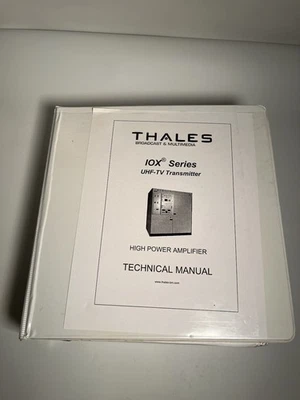 THALES
BROADCAST & MULTIMEDIA
IOX® Series
UHF-TV Transmitter
HIGH POWER AMPLIFIER
TECHNICAL MANUAL